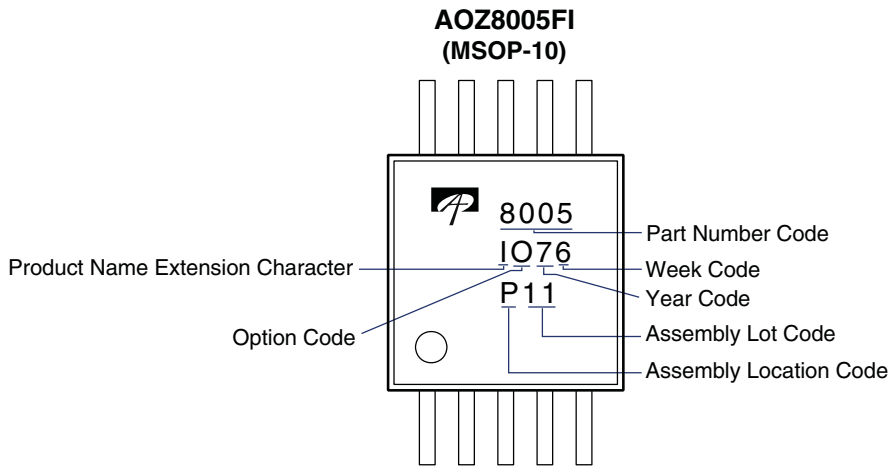 AOZ8005FI
(MSOP-10)
8005
Part Number Code
IO76
Product Name Extension Character
Week Code
Year Code
P11
Option Code
Assembly Lot Code
Assembly Location Code